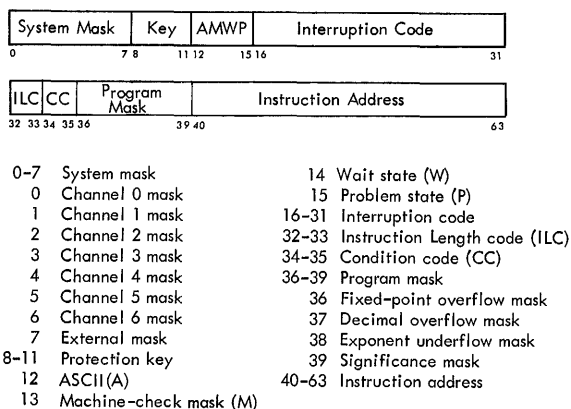 System Mask Key AMWP Interruption Code
0 7 8 11 12 15 16 31
ILC CC Program Mask Instruction Address
32 33 34 35 36 39 40 63
0-7 System mask
0 Channel 0 mask
1 Channel 1 mask
2 Channel 2 mask
3 Channel 3 mask
4 Channel 4 mask
5 Channel 5 mask
6 Channel 6 mask
7 External mask
8-11 Protection key
12 ASCII(A)
13 Machine-check mask (M)
14 Wait state (W)
15 Problem state (P)
16-31 Interruption code
32-33 Instruction Length code (ILC)
34-35 Condition code (CC)
36-39 Program mask
36 Fixed-point overflow mask
37 Decimal overflow mask
38 Exponent underflow mask
39 Significance mask
40-63 Instruction address